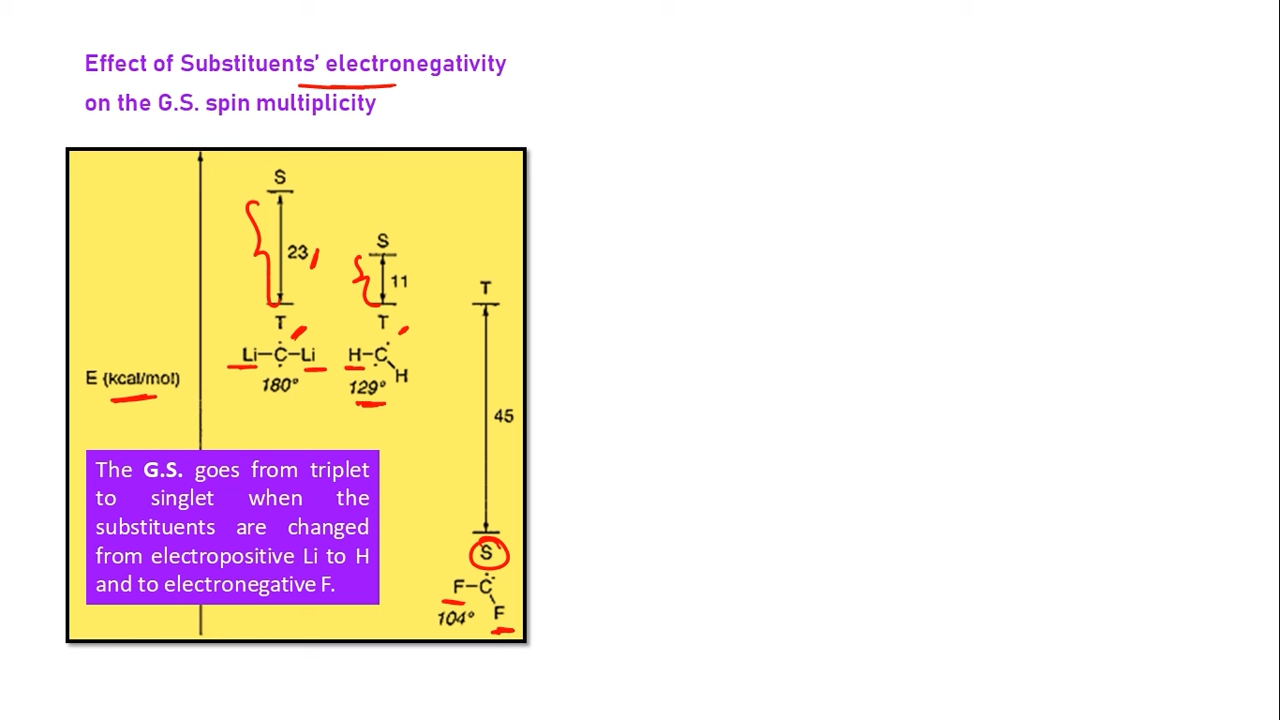 Effect of Substituents’ electronegativity
on the G.S. spin multiplicity
S
23
T
Li–C–Li
180°
S
11
T
H–C
H
129°
T
45
S
F–C
F
104°
E (kcal/mol)
The G.S. goes from triplet
to singlet when the
substituents are changed
from electropositive Li to H
and to electronegative F.